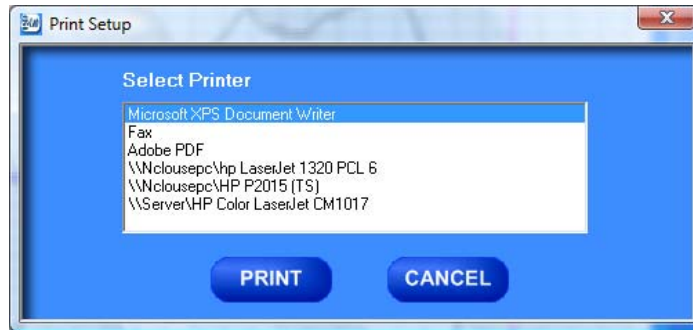 Print Setup
Select Printer
Microsoft XPS Document Writer
Fax
Adobe PDF
\\Nclousepc\hp LaserJet 1320 PCL 6
\\Nclousepc\HP P2015 (TS)
\\Server\HP Color LaserJet CM1017
PRINT CANCEL